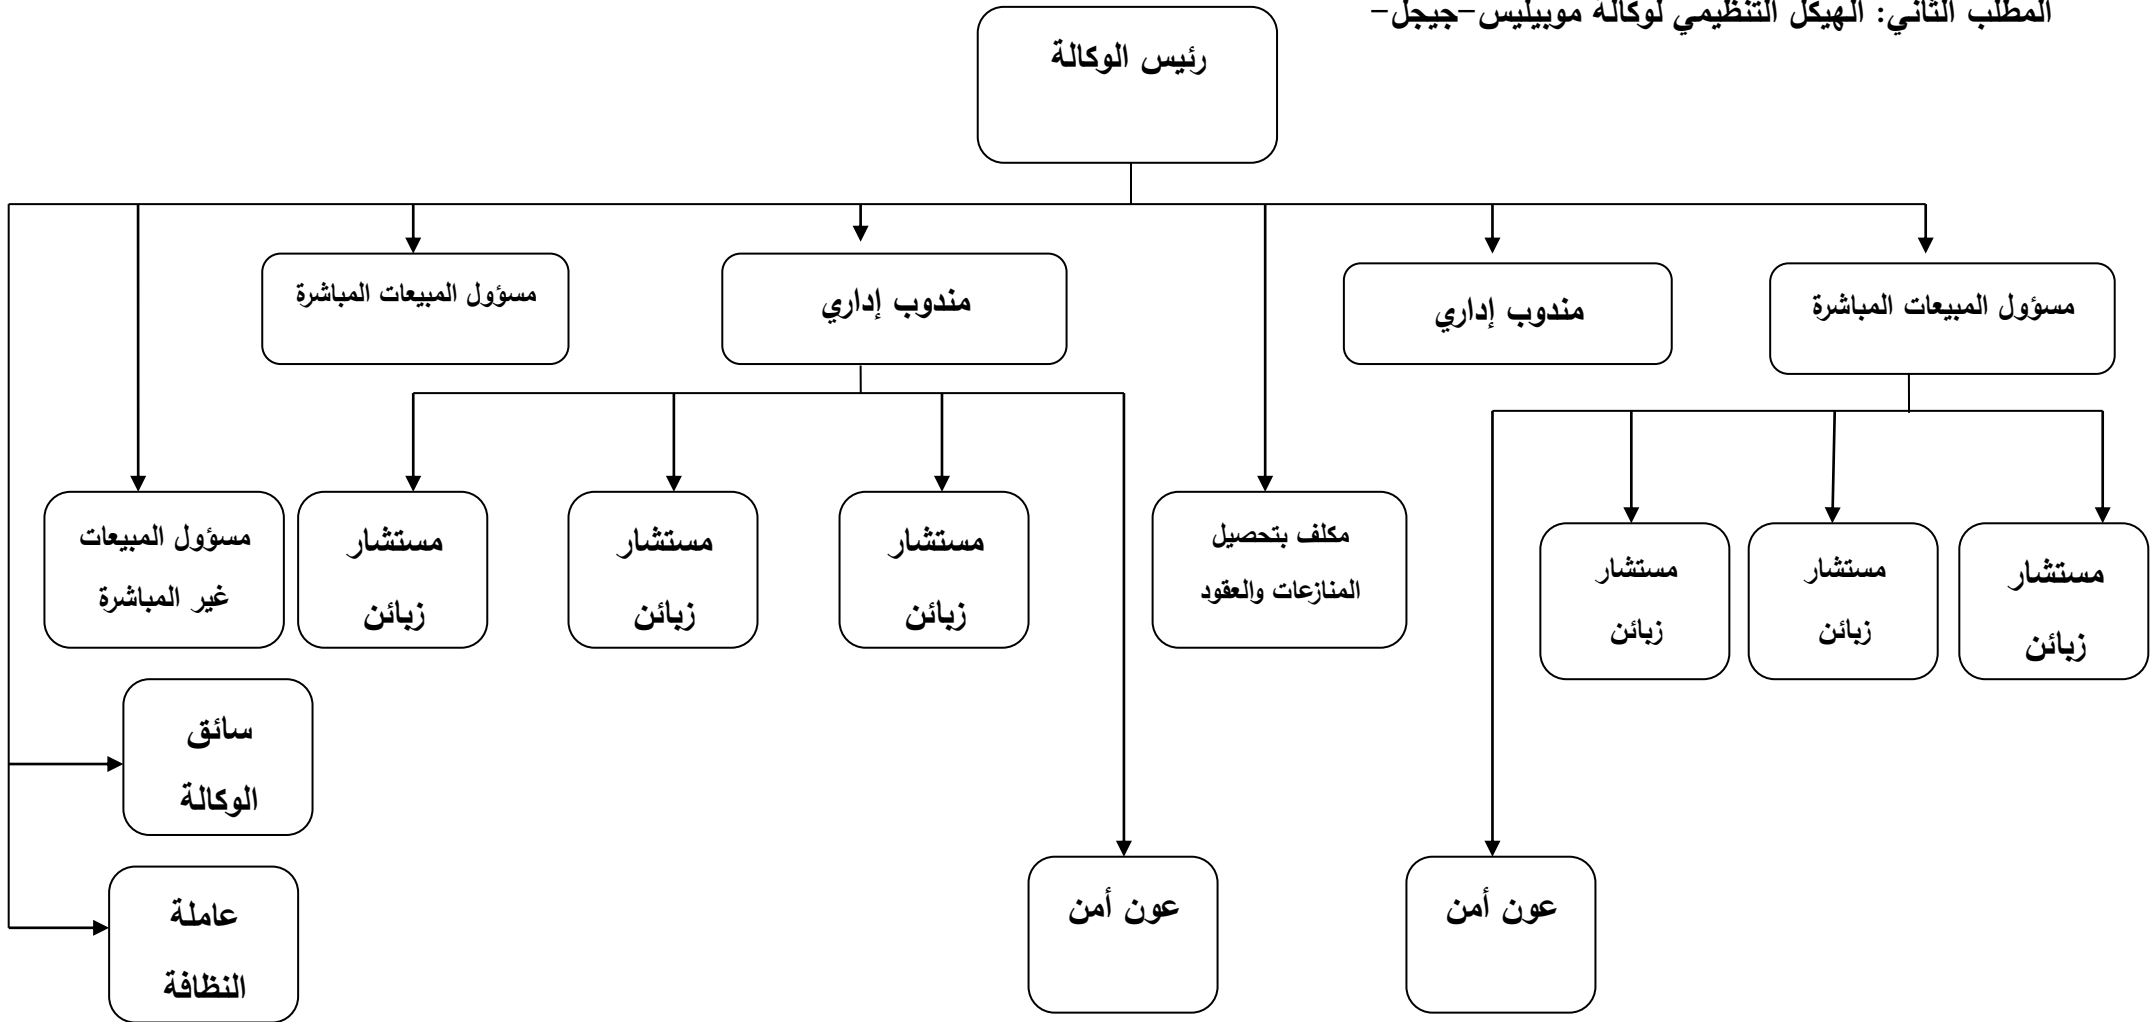 المطلب الثاني: الهيكل التنظيمي لوكالة موبيليس-جيجل-
رئيس الوكالة
مسؤول المبيعات المباشرة
مندوب إداري
مندوب إداري
مسؤول المبيعات المباشرة
مستشار
زبائن
مستشار
زبائن
مستشار
زبائن
مكلف بتحصيل
المنازعات والعقود
مستشار
زبائن
مستشار
زبائن
مستشار
زبائن
مسؤول المبيعات
غير المباشرة
سائق
الوكالة
عون أمن
عون أمن
عاملة
النظافة